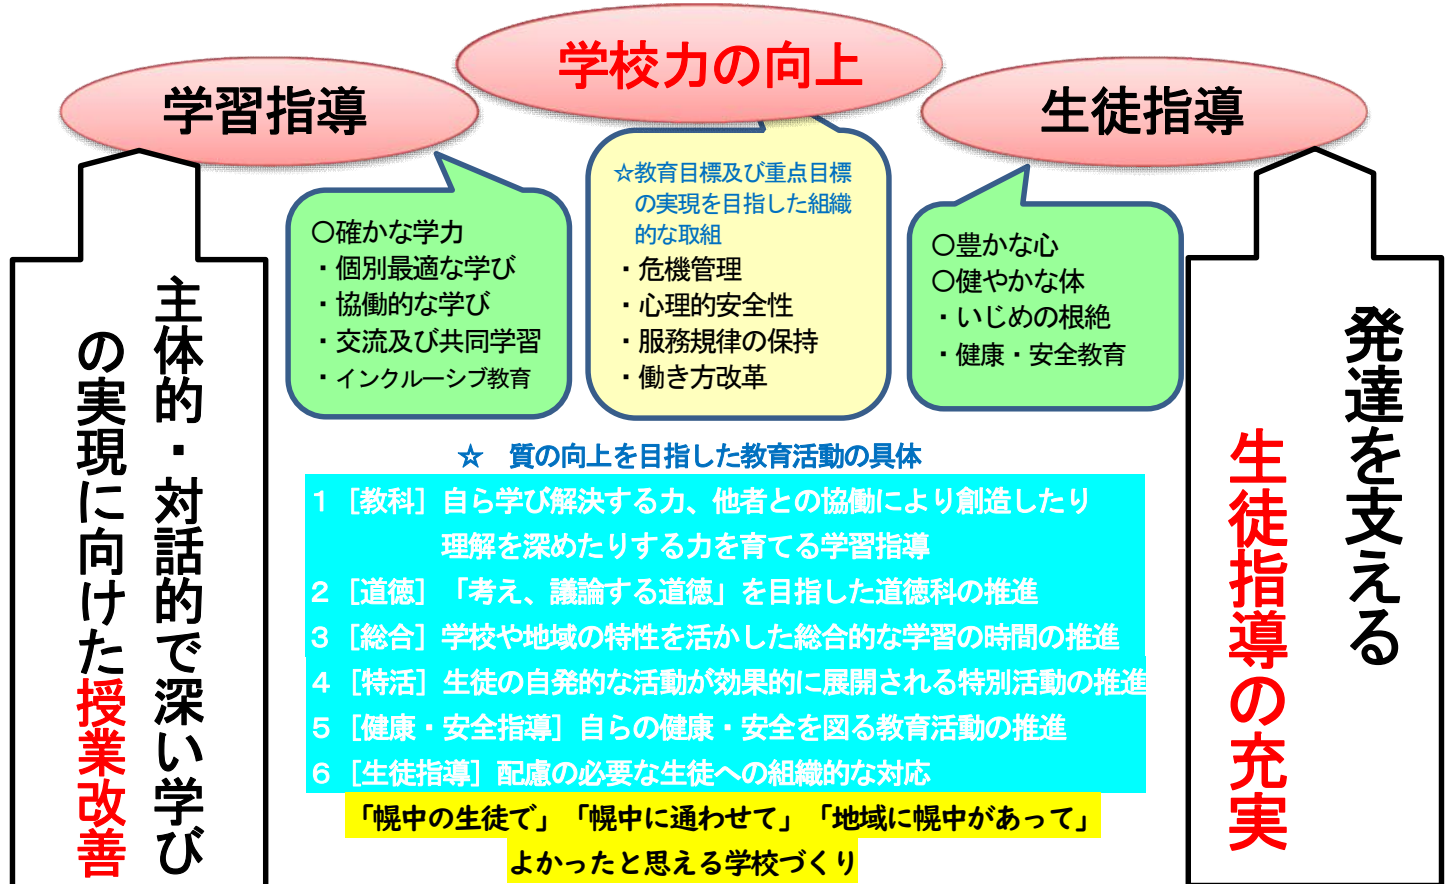 学校力の向上
学習指導
生徒指導
〇確かな学力
・個別最適な学び
・協働的な学び
・交流及び共同学習
・インクルーシブ教育
☆教育目標及び重点目標
の実現を目指した組織
的な取組
・危機管理
・心理的安全性
・服務規律の保持
・働き方改革
〇豊かな心
〇健やかな体
・いじめの根絶
・健康・安全教育
主体的・対話的で深い学び
の実現に向けた授業改善
発達を支える
生徒指導の充実
☆　質の向上を目指した教育活動の具体
１［教科］自ら学び解決する力、他者との協働により創造したり
理解を深めたりする力を育てる学習指導
２［道徳］「考え、議論する道徳」を目指した道徳科の推進
３［総合］学校や地域の特性を活かした総合的な学習の時間の推進
４［特活］生徒の自発的な活動が効果的に展開される特別活動の推進
５［健康・安全指導］自らの健康・安全を図る教育活動の推進
６［生徒指導］配慮の必要な生徒への組織的な対応
「幌中の生徒で」「幌中に通わせて」「地域に幌中があって」
よかったと思える学校づくり